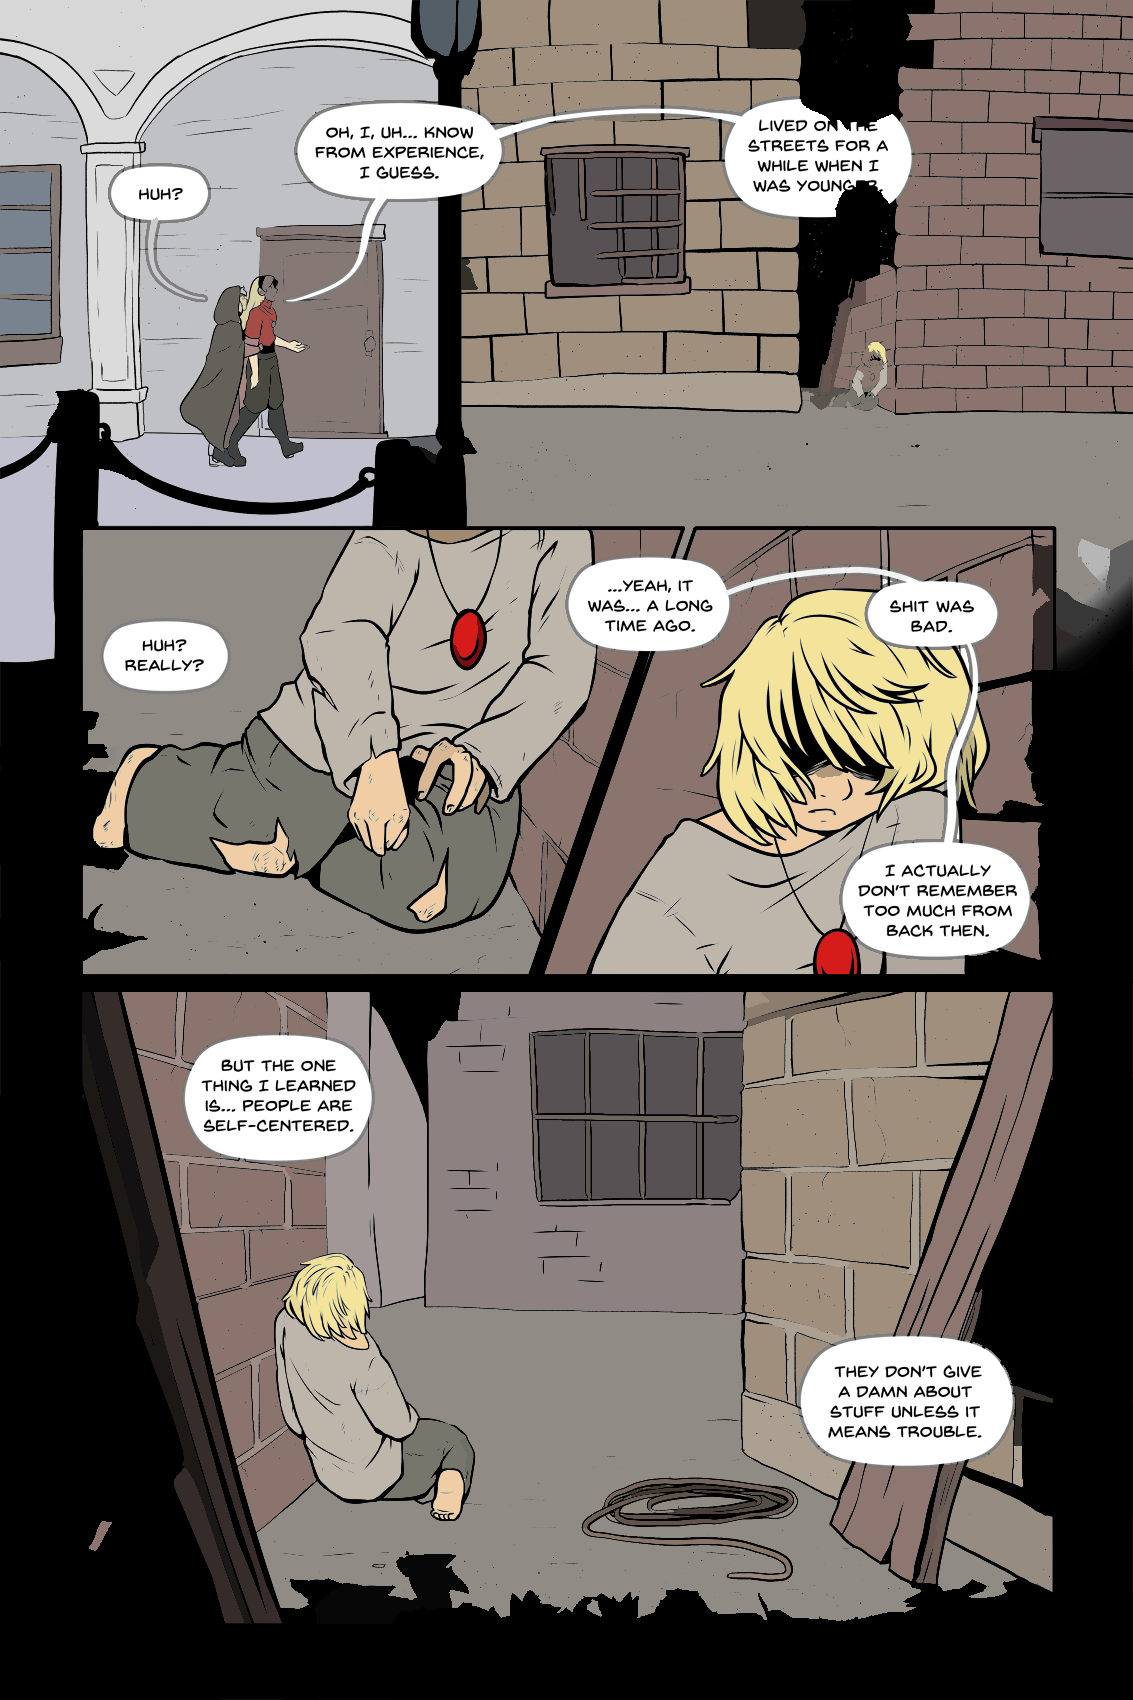 HUH?
OH, I, UH... KNOW
FROM EXPERIENCE,
I GUESS.
LIVED ON THE
STREETS FOR A
WHILE WHEN I
WAS YOUNGER.
HUH?
REALLY?
...YEAH, IT
WAS... A LONG
TIME AGO.
SHIT WAS
BAD.
I ACTUALLY
DON'T REMEMBER
TOO MUCH FROM
BACK THEN.
BUT THE ONE
THING I LEARNED
IS... PEOPLE ARE
SELF-CENTERED.
THEY DON'T GIVE
A DAMN ABOUT
STUFF UNLESS IT
MEANS TROUBLE.